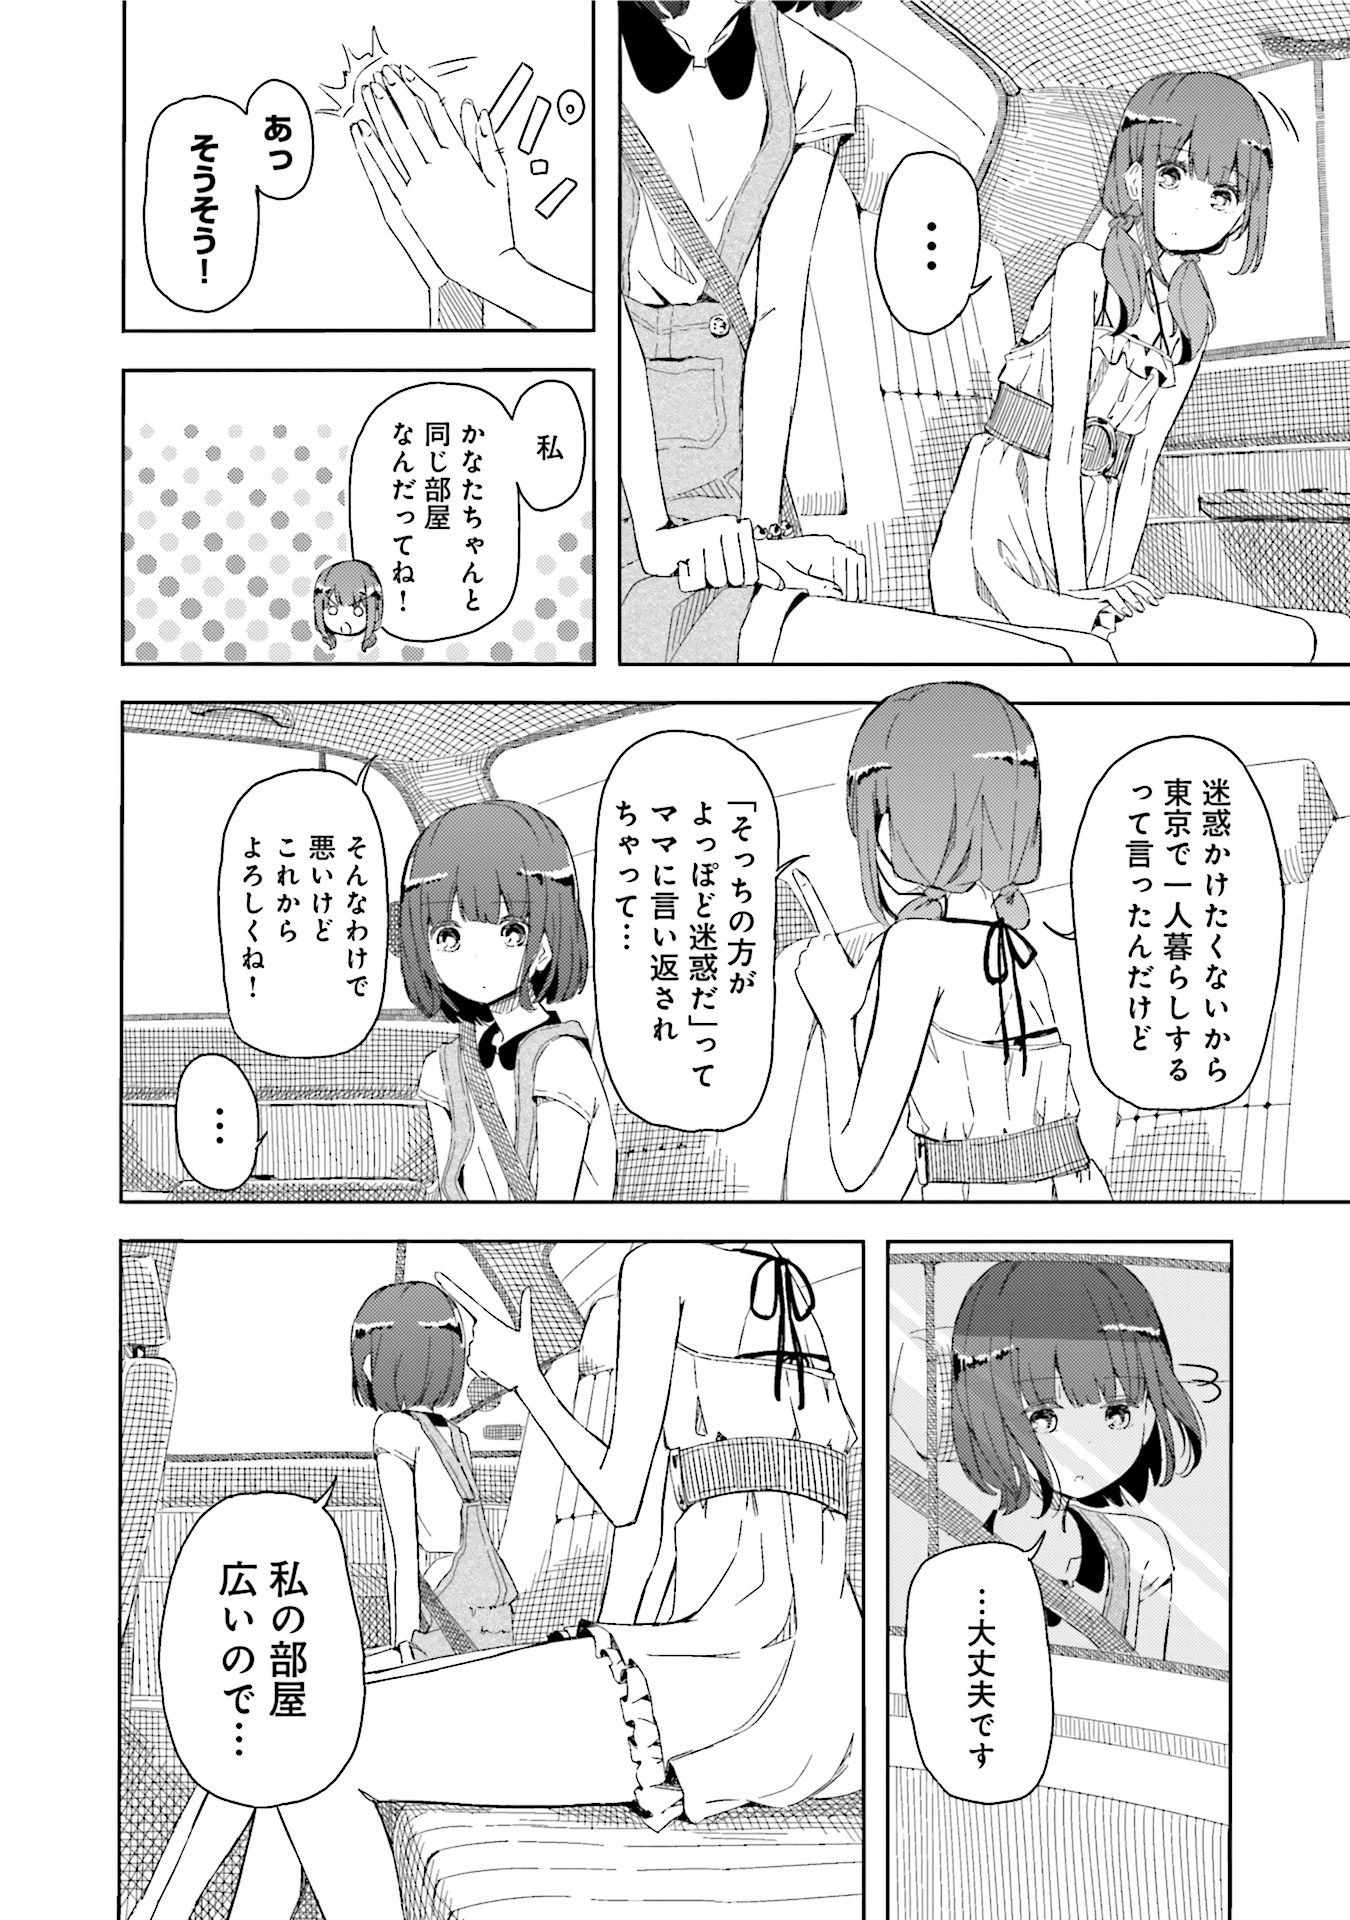 …
あっ
そうそう！
私
かなたちゃんと
同じ部屋
なんだってね！
迷惑かけたくないから
東京で一人暮らしする
って言ったんだけど
「そっちの方が
よっぽど迷惑だ」って
ママに言い返され
ちゃって…
そんなわけで
悪いけど
これから
よろしくね！
…
…大丈夫です
私の部屋
広いので…